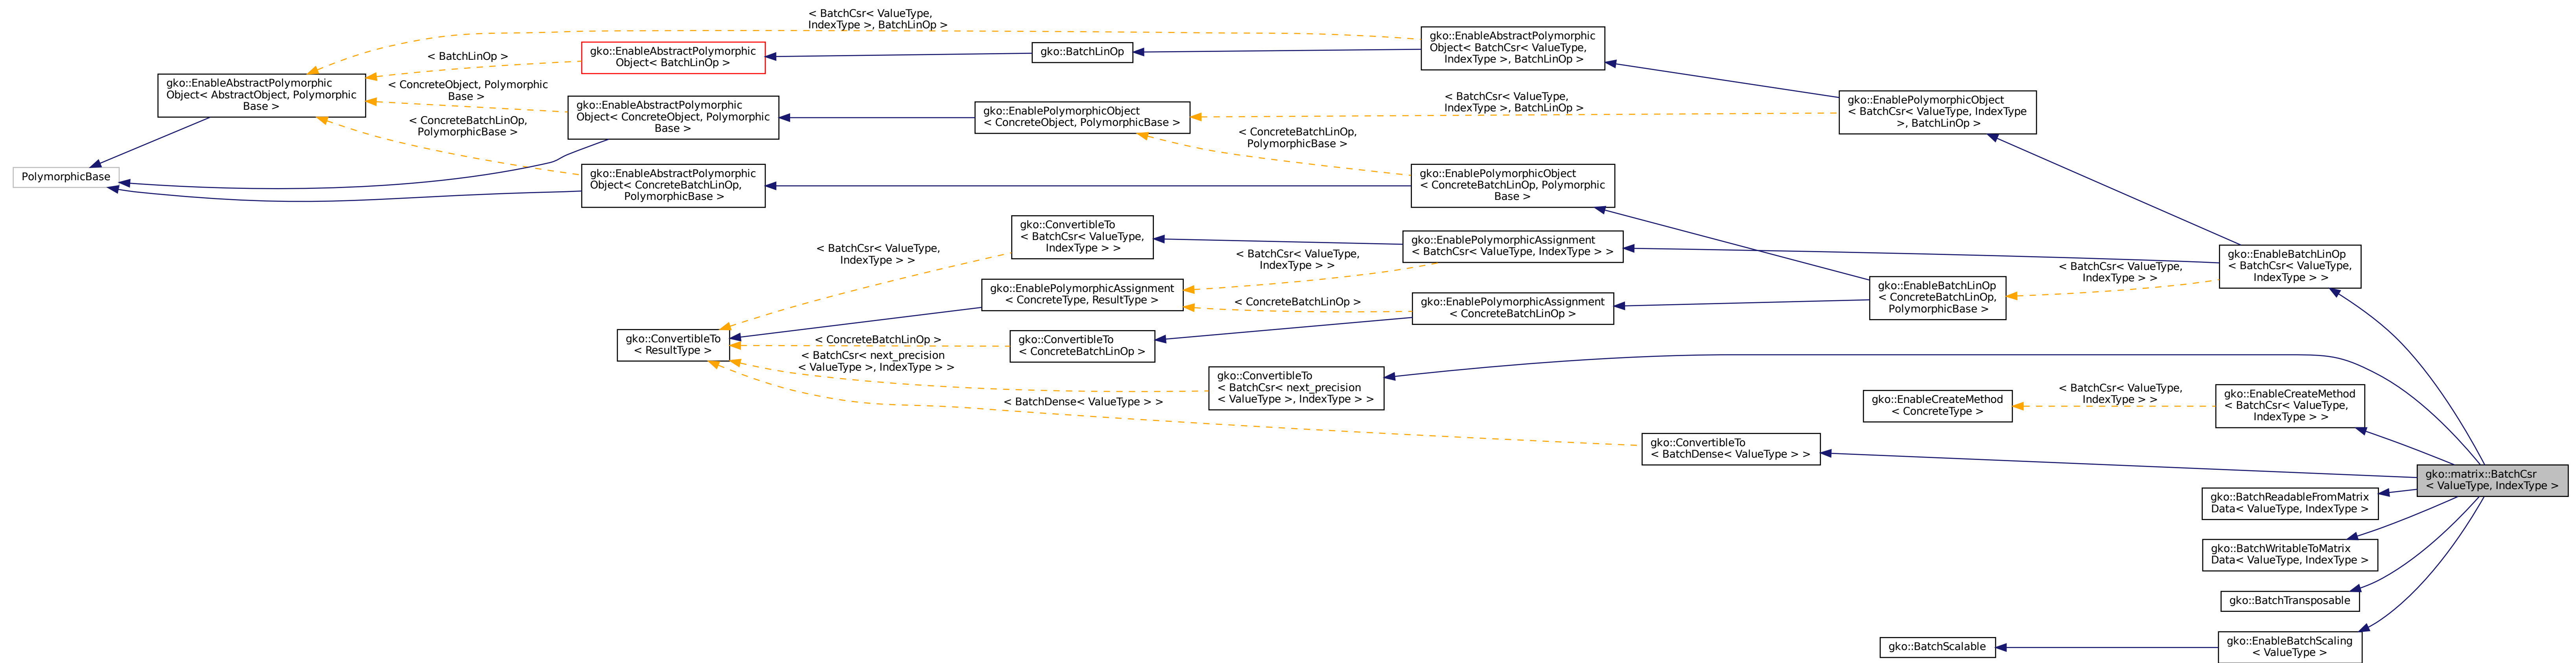 PolymorphicBase
gko::EnableAbstractPolymorphic
Object< AbstractObject, Polymorphic
Base >
< BatchCsr< ValueType,
IndexType >, BatchLinOp >
< BatchLinOp >
< ConcreteObject, Polymorphic
Base >
< ConcreteBatchLinOp,
PolymorphicBase >
gko::EnableAbstractPolymorphic
Object< BatchLinOp >
gko::EnableAbstractPolymorphic
Object< ConcreteObject, Polymorphic
Base >
gko::EnableAbstractPolymorphic
Object< ConcreteBatchLinOp,
PolymorphicBase >
gko::BatchLinOp
gko::EnablePolymorphicObject
< ConcreteObject, PolymorphicBase >
< ConcreteBatchLinOp,
PolymorphicBase >
gko::EnableAbstractPolymorphic
Object< BatchCsr< ValueType,
IndexType >, BatchLinOp >
< BatchCsr< ValueType,
IndexType >, BatchLinOp >
gko::EnablePolymorphicObject
< ConcreteBatchLinOp, Polymorphic
Base >
gko::EnablePolymorphicObject
< BatchCsr< ValueType, IndexType
>, BatchLinOp >
gko::ConvertibleTo
< ResultType >
< BatchCsr< ValueType,
IndexType > >
< ConcreteBatchLinOp >
< BatchCsr< next_precision
< ValueType >, IndexType > >
< BatchDense< ValueType > >
gko::ConvertibleTo
< BatchCsr< ValueType,
IndexType > >
gko::EnablePolymorphicAssignment
< ConcreteType, ResultType >
gko::ConvertibleTo
< ConcreteBatchLinOp >
gko::ConvertibleTo
< BatchCsr< next_precision
< ValueType >, IndexType > >
< BatchCsr< ValueType,
IndexType > >
< ConcreteBatchLinOp >
gko::EnablePolymorphicAssignment
< BatchCsr< ValueType, IndexType > >
gko::EnablePolymorphicAssignment
< ConcreteBatchLinOp >
gko::ConvertibleTo
< BatchDense< ValueType > >
gko::EnableBatchLinOp
< ConcreteBatchLinOp,
PolymorphicBase >
< BatchCsr< ValueType,
IndexType > >
gko::EnableBatchLinOp
< BatchCsr< ValueType,
IndexType > >
gko::EnableCreateMethod
< ConcreteType >
< BatchCsr< ValueType,
IndexType > >
gko::EnableCreateMethod
< BatchCsr< ValueType,
IndexType > >
gko::matrix::BatchCsr
< ValueType, IndexType >
gko::BatchReadableFromMatrix
Data< ValueType, IndexType >
gko::BatchWritableToMatrix
Data< ValueType, IndexType >
gko::BatchTransposable
gko::BatchScalable
gko::EnableBatchScaling
< ValueType >